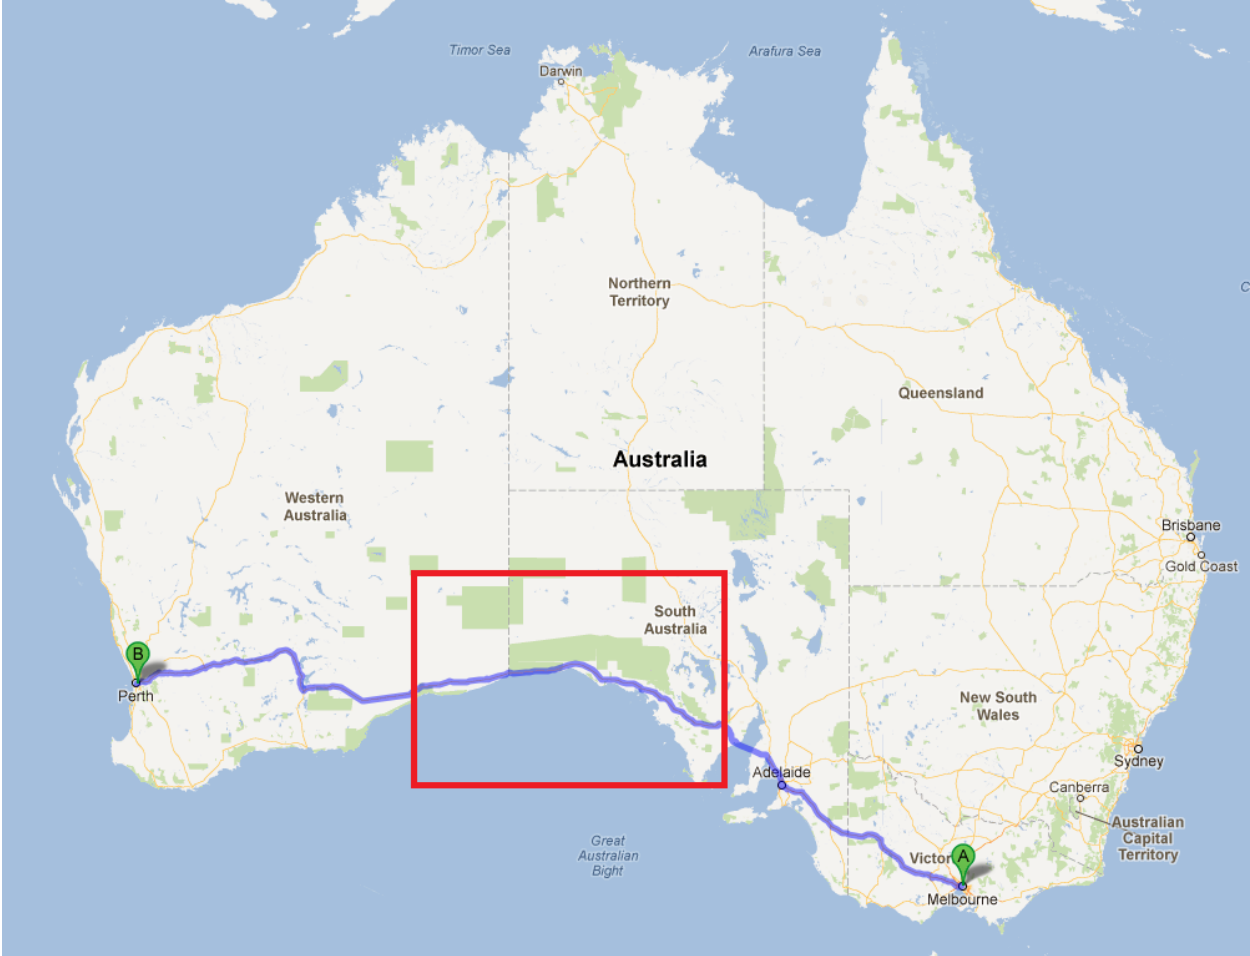 Timor Sea
Arafura Sea
Darwin
Northern
Territory
C
Queensland
Australia
Western
Australia
Brisbane
Gold Coast
South
Australia
B
Perth
New South
Wales
Sydney
Adelaide
Canberra
Australian
Capital
Territory
Great
Australian
Bight
Victor
A
Melbourne